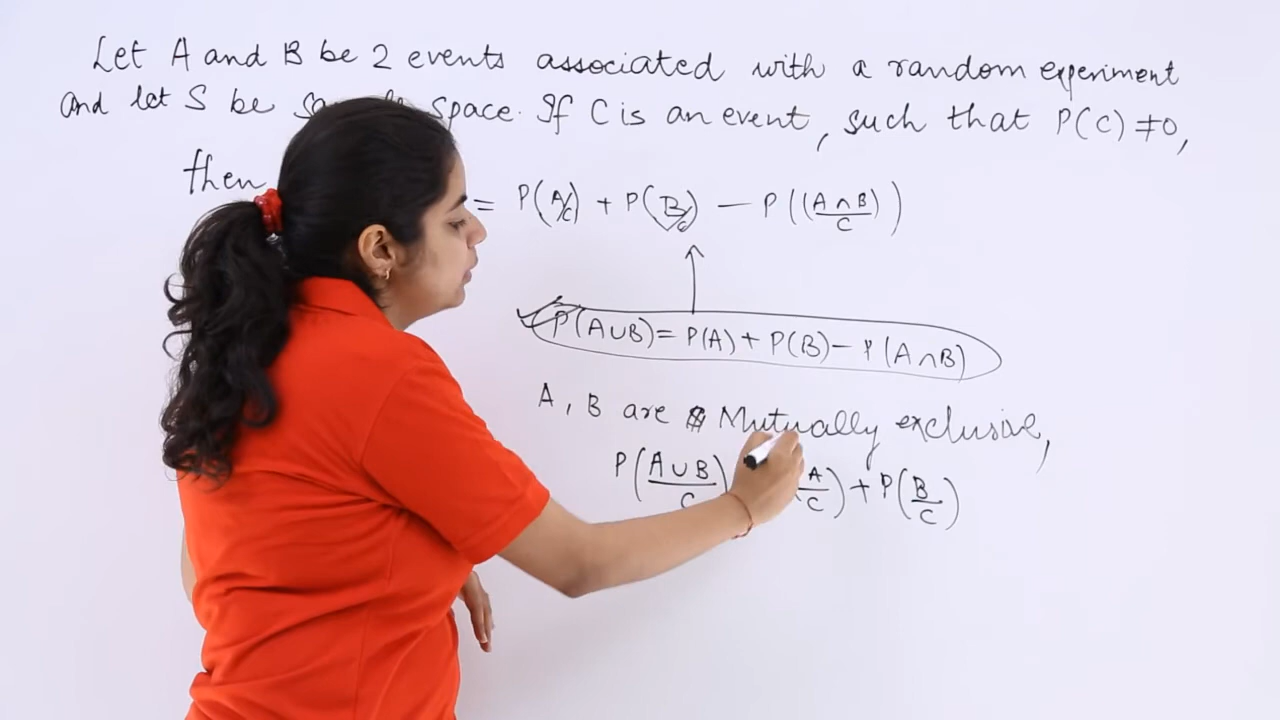 Let A and B be 2 events associated with a random experiment
and let S be space. If C is an event, such that P(C) ≠ 0,
then = P(A/C) + P(B/C) — P((A∩B)/C)
P(A∪B) = P(A) + P(B) – P(A∩B)
A, B are Mutually exclusive,
P(A∪B/C) A/C) + P(B/C)